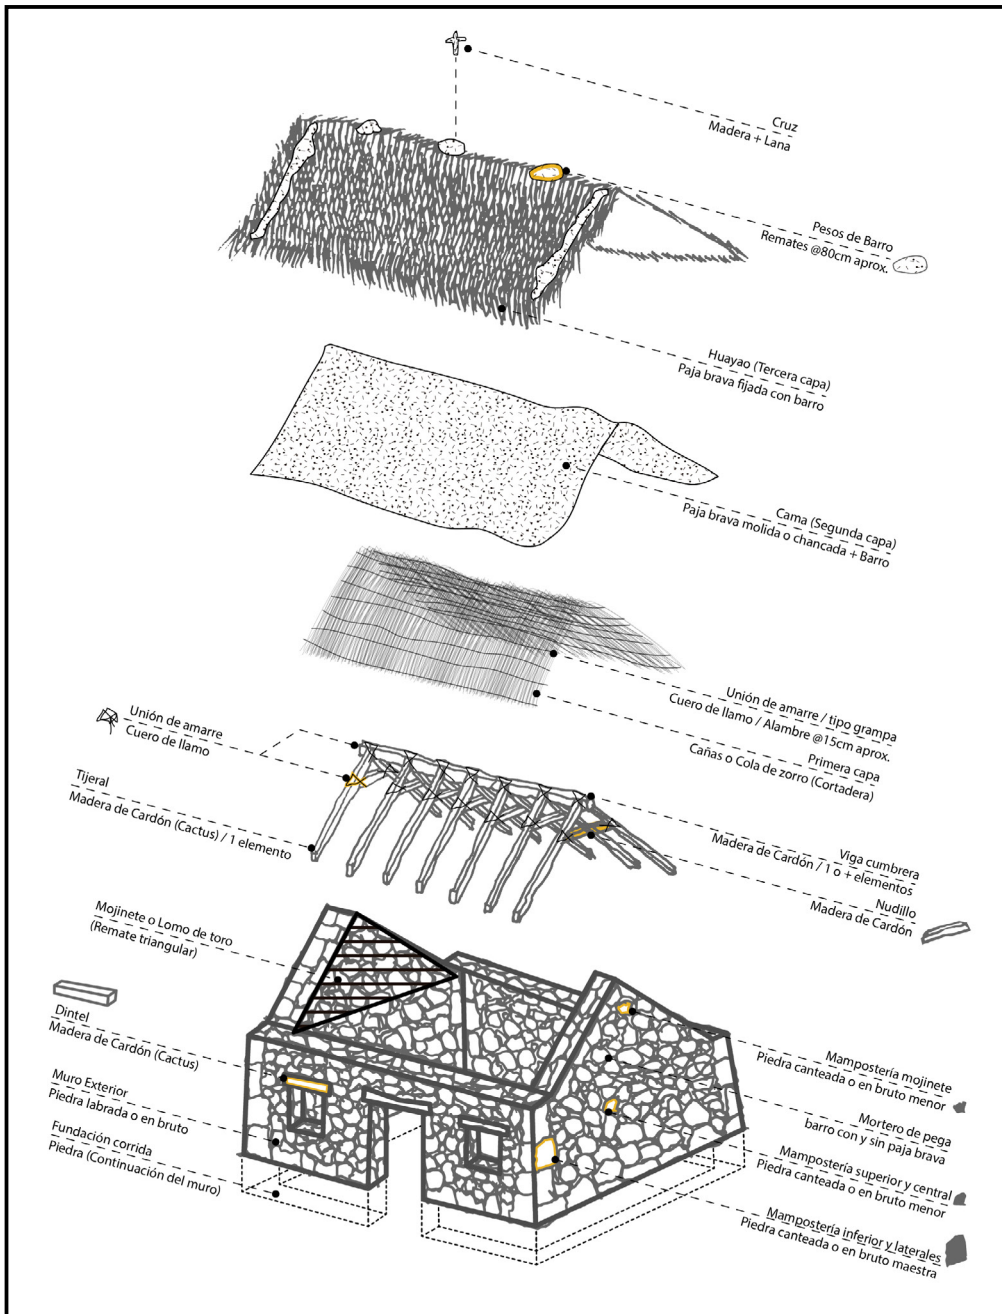 Cruz
Madera + Lana
Pesos de Barro
Remates @80cm aprox.
Huayao (Tercera capa)
Paja brava fijada con barro
Cama (Segunda capa)
Paja brava molida o chancada + Barro
Unión de amarre / tipo grampa
Cuero de llamo / Alambre @15cm aprox.
Primera capa
Cañas o Cola de zorro (Cortadera)
Unión de amarre
Cuero de llamo
Tijeral
Madera de Cardón (Cactus) / 1 elemento
Viga cumbrera
Madera de Cardón / 1 o + elementos
Nudillo
Madera de Cardón
Mojinete o Lomo de toro
(Remate triangular)
Dintel
Madera de Cardón (Cactus)
Muro Exterior
Piedra labrada o en bruto
Fundación corrida
Piedra (Continuación del muro)
Mampostería mojinete
Piedra canteada o en bruto menor
Mortero de pega
barro con y sin paja brava
Mampostería superior y central
Piedra canteada o en bruto menor
Mampostería inferior y laterales
Piedra canteada o en bruto maestra